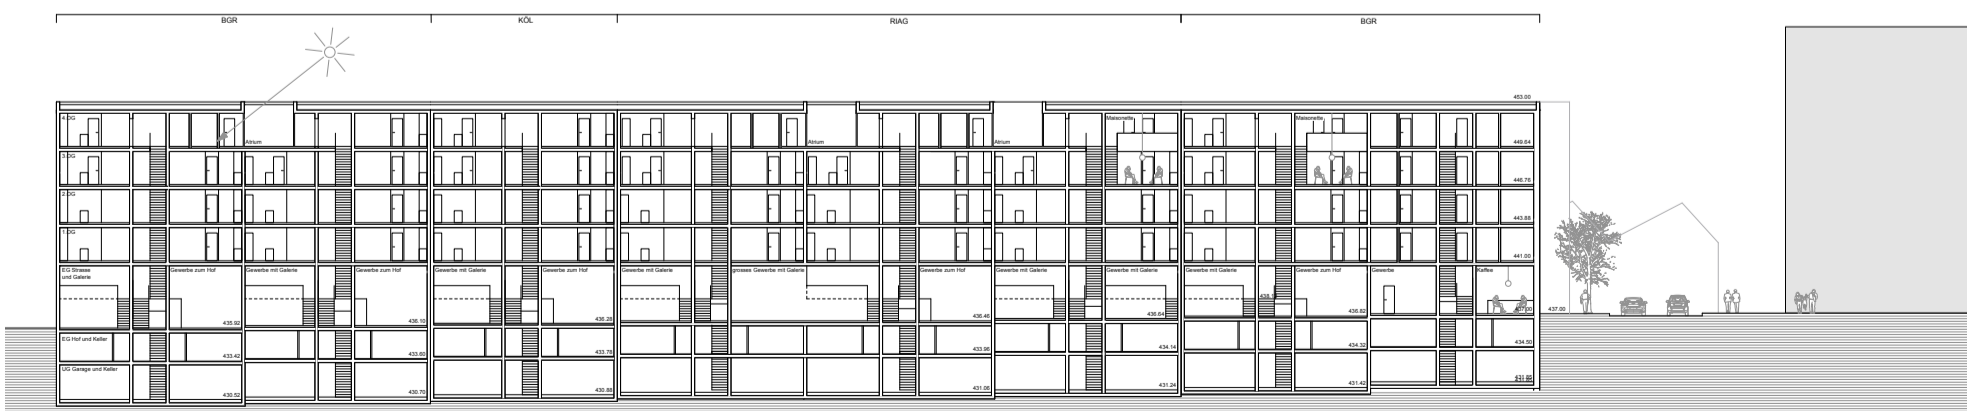 BGR KÖL RIAG BGR
453.00
4.OG Maisonette Maisonette
Atrium Atrium Atrium 449.64
3.OG
446.76
2.OG
443.88
1.OG
441.00
EG Strasse und Galerie Gewerbe zum Hof Gewerbe mit Galerie Gewerbe zum Hof Gewerbe mit Galerie Gewerbe zum Hof Gewerbe mit Galerie grosses Gewerbe mit Galerie Gewerbe zum Hof Gewerbe mit Galerie Gewerbe mit Galerie Gewerbe mit Galerie Gewerbe zum Hof Gewerbe Kaffee
435.92 436.10 436.28 436.46 436.64 436.82 437.00 437.00
EG Hof und Keller
433.42 433.60 433.78 433.96 434.14 434.32 434.50
UG Garage und Keller
430.52 430.70 430.88 431.06 431.24 431.42